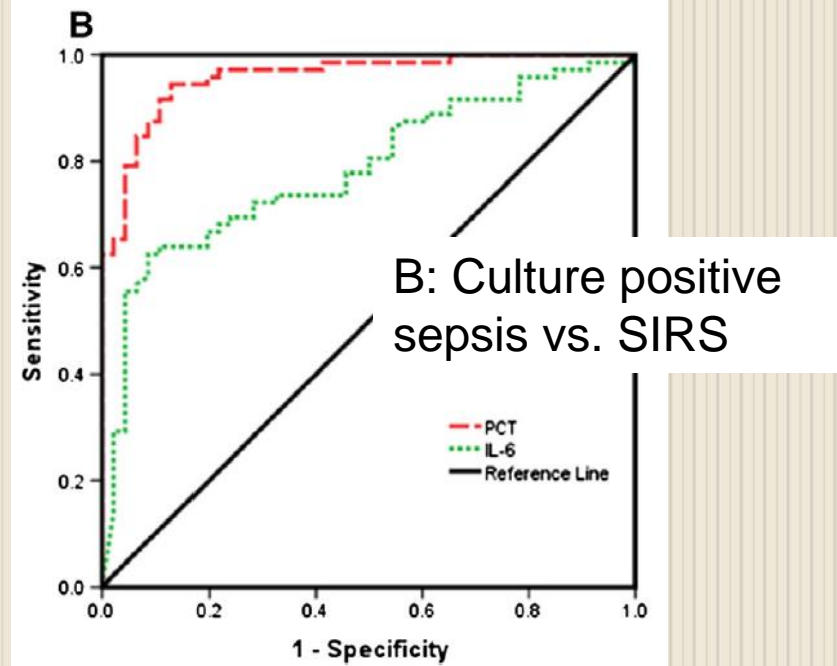 B
1.0
0.8
0.6
0.4
0.2
0.0
Sensitivity
B: Culture positive
sepsis vs. SIRS
PCT
IL-6
Reference Line
0.0 0.2 0.4 0.6 0.8 1.0
1 - Specificity